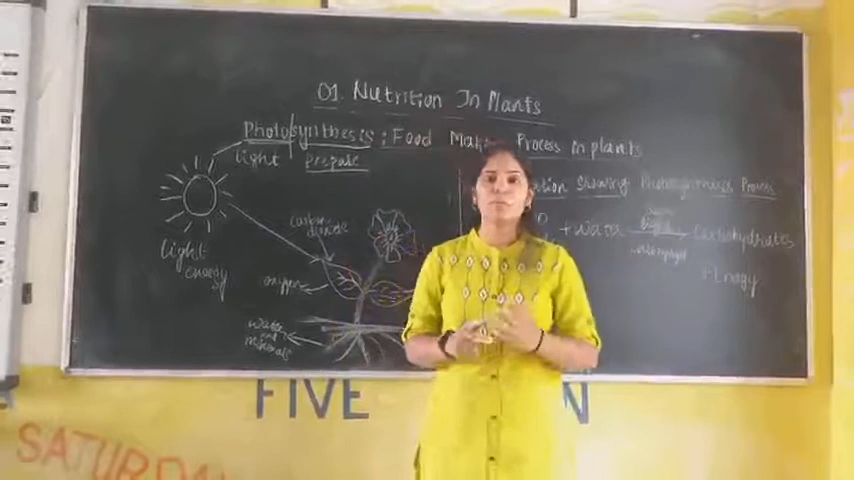 01. Nutrition In Plants
Photosynthesis : Food Making Process in plants
light Prepare
Equation Showing Photosynthesis Process
Carbon dioxide
+ Water
light
chlorophyll
Carbohydrates
Light
energy
oxygen
Water
and
minerals
FIVE
SATURDAY